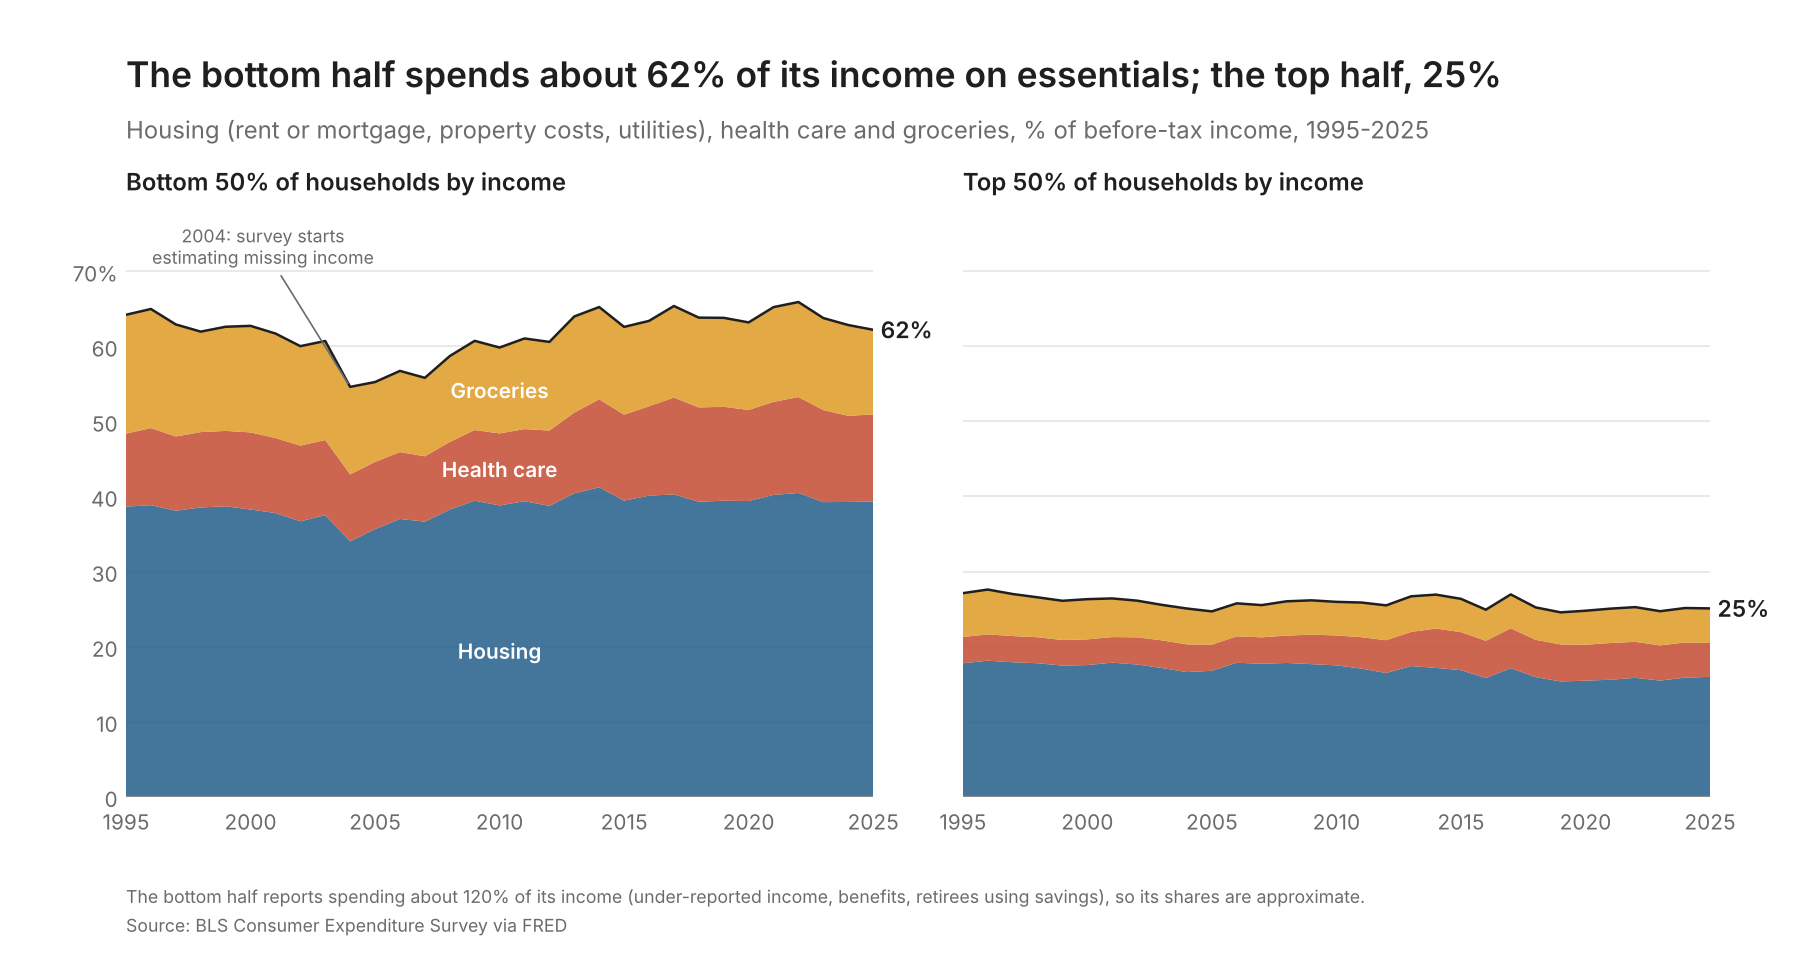 The bottom half spends about 62% of its income on essentials; the top half, 25%
Housing (rent or mortgage, property costs, utilities), health care and groceries, % of before-tax income, 1995-2025
Bottom 50% of households by income
2004: survey starts
estimating missing income
70%
60
50
40
30
20
10
0
Groceries
Health care
Housing
62%
1995 2000 2005 2010 2015 2020 2025
Top 50% of households by income
25%
1995 2000 2005 2010 2015 2020 2025
The bottom half reports spending about 120% of its income (under-reported income, benefits, retirees using savings), so its shares are approximate.
Source: BLS Consumer Expenditure Survey via FRED